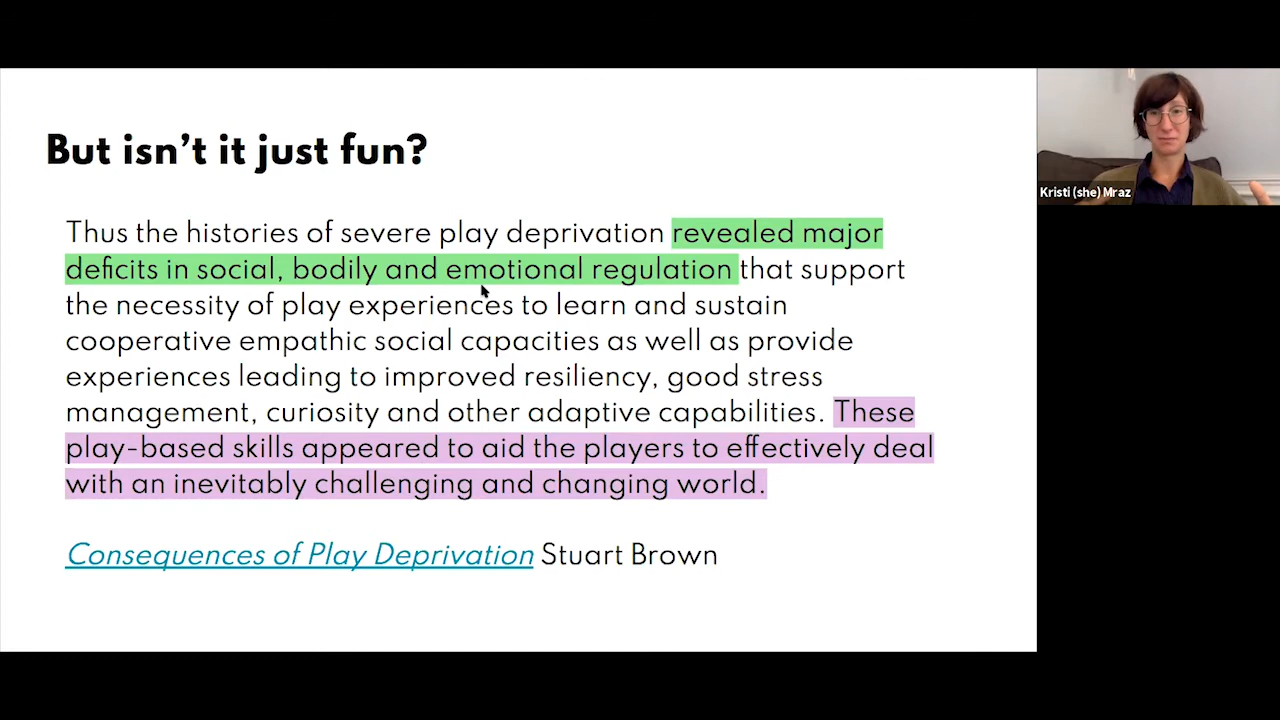 But isn't it just fun?
Thus the histories of severe play deprivation revealed major
deficits in social, bodily and emotional regulation that support
the necessity of play experiences to learn and sustain
cooperative empathic social capacities as well as provide
experiences leading to improved resiliency, good stress
management, curiosity and other adaptive capabilities. These
play-based skills appeared to aid the players to effectively deal
with an inevitably challenging and changing world.
Consequences of Play Deprivation Stuart Brown
Kristi (she) Mraz